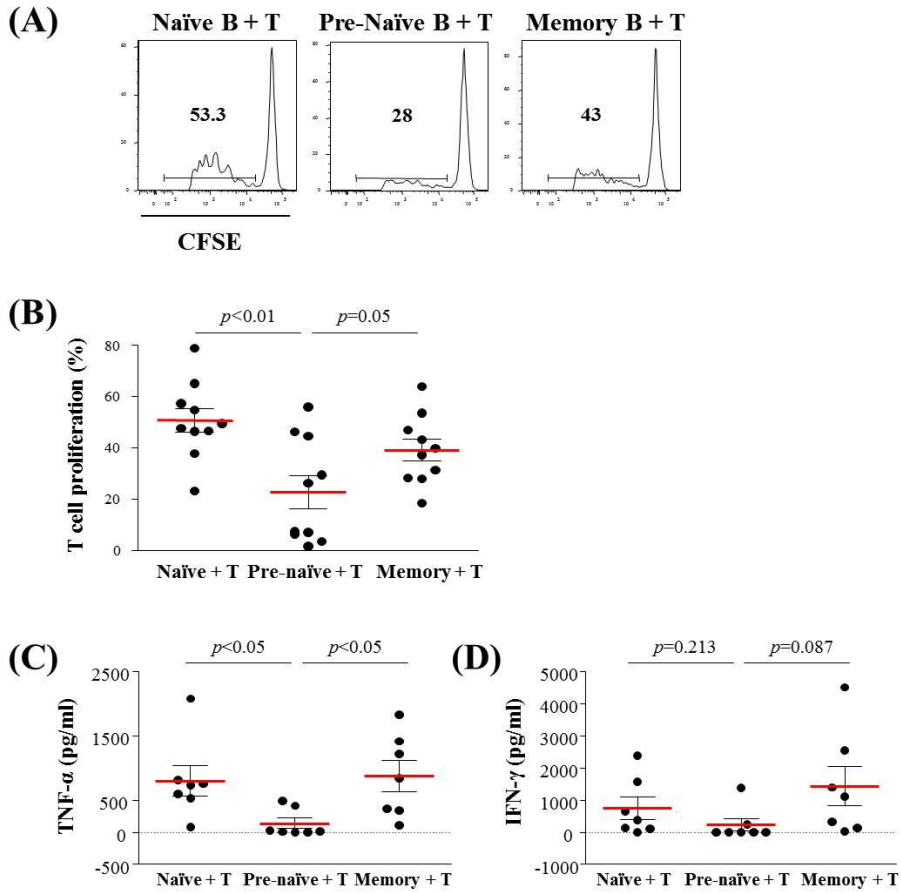 (A)
Naïve B + T Pre-Naïve B + T Memory B + T
53.3 28 43
CFSE
(B)
p<0.01 p=0.05
T cell proliferation (%)
80
60
40
20
0
Naïve + T Pre-naïve + T Memory + T
(C)
p<0.05 p<0.05
TNF-α (pg/ml)
2500
1500
500
0
-500
Naïve + T Pre-naïve + T Memory + T
(D)
p=0.213 p=0.087
IFN-γ (pg/ml)
5000
4000
3000
2000
1000
0
-1000
Naïve + T Pre-naïve + T Memory + T